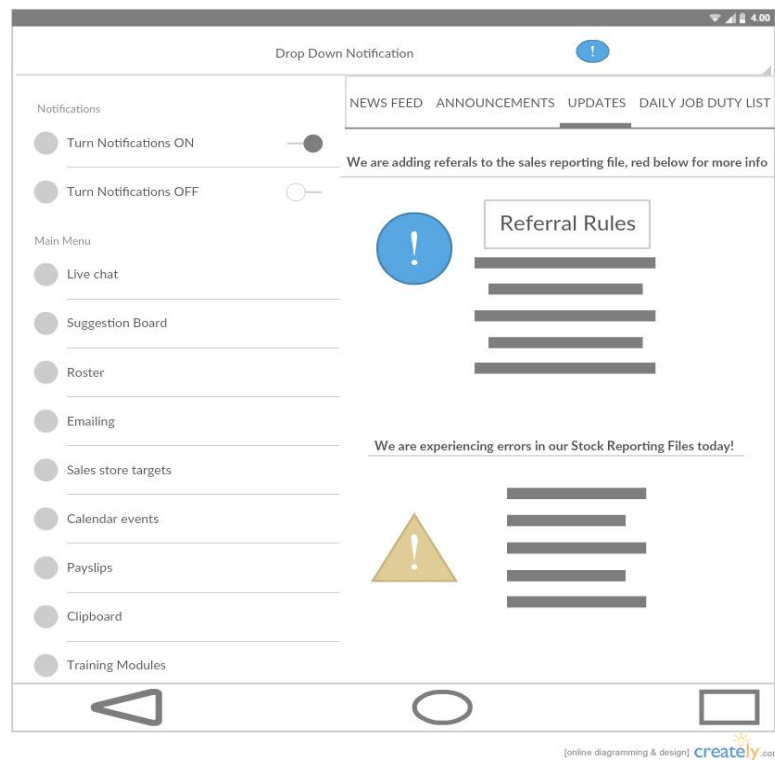 4.00
Drop Down Notification
!
Notifications
Turn Notifications ON
Turn Notifications OFF
Main Menu
Live chat
Suggestion Board
Roster
Emailing
Sales store targets
Calendar events
Payslips
Clipboard
Training Modules
NEWS FEED ANNOUNCEMENTS UPDATES DAILY JOB DUTY LIST
We are adding referals to the sales reporting file, red below for more info
!
Referral Rules
We are experiencing errors in our Stock Reporting Files today!
!
[online diagramming & design] creately.com